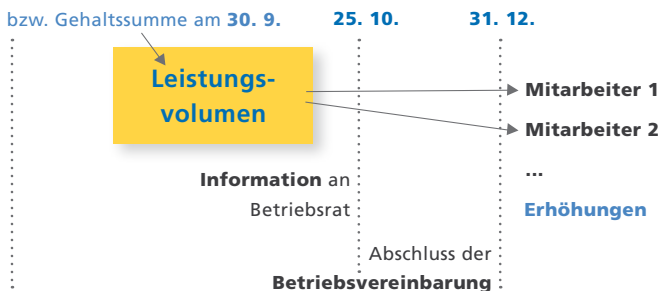 bzw. Gehaltssumme am 30. 9. 25. 10. 31. 12.
Leistungs-
volumen
Mitarbeiter 1
Mitarbeiter 2
...
Information an
Betriebsrat
Erhöhungen
Abschluss der
Betriebsvereinbarung